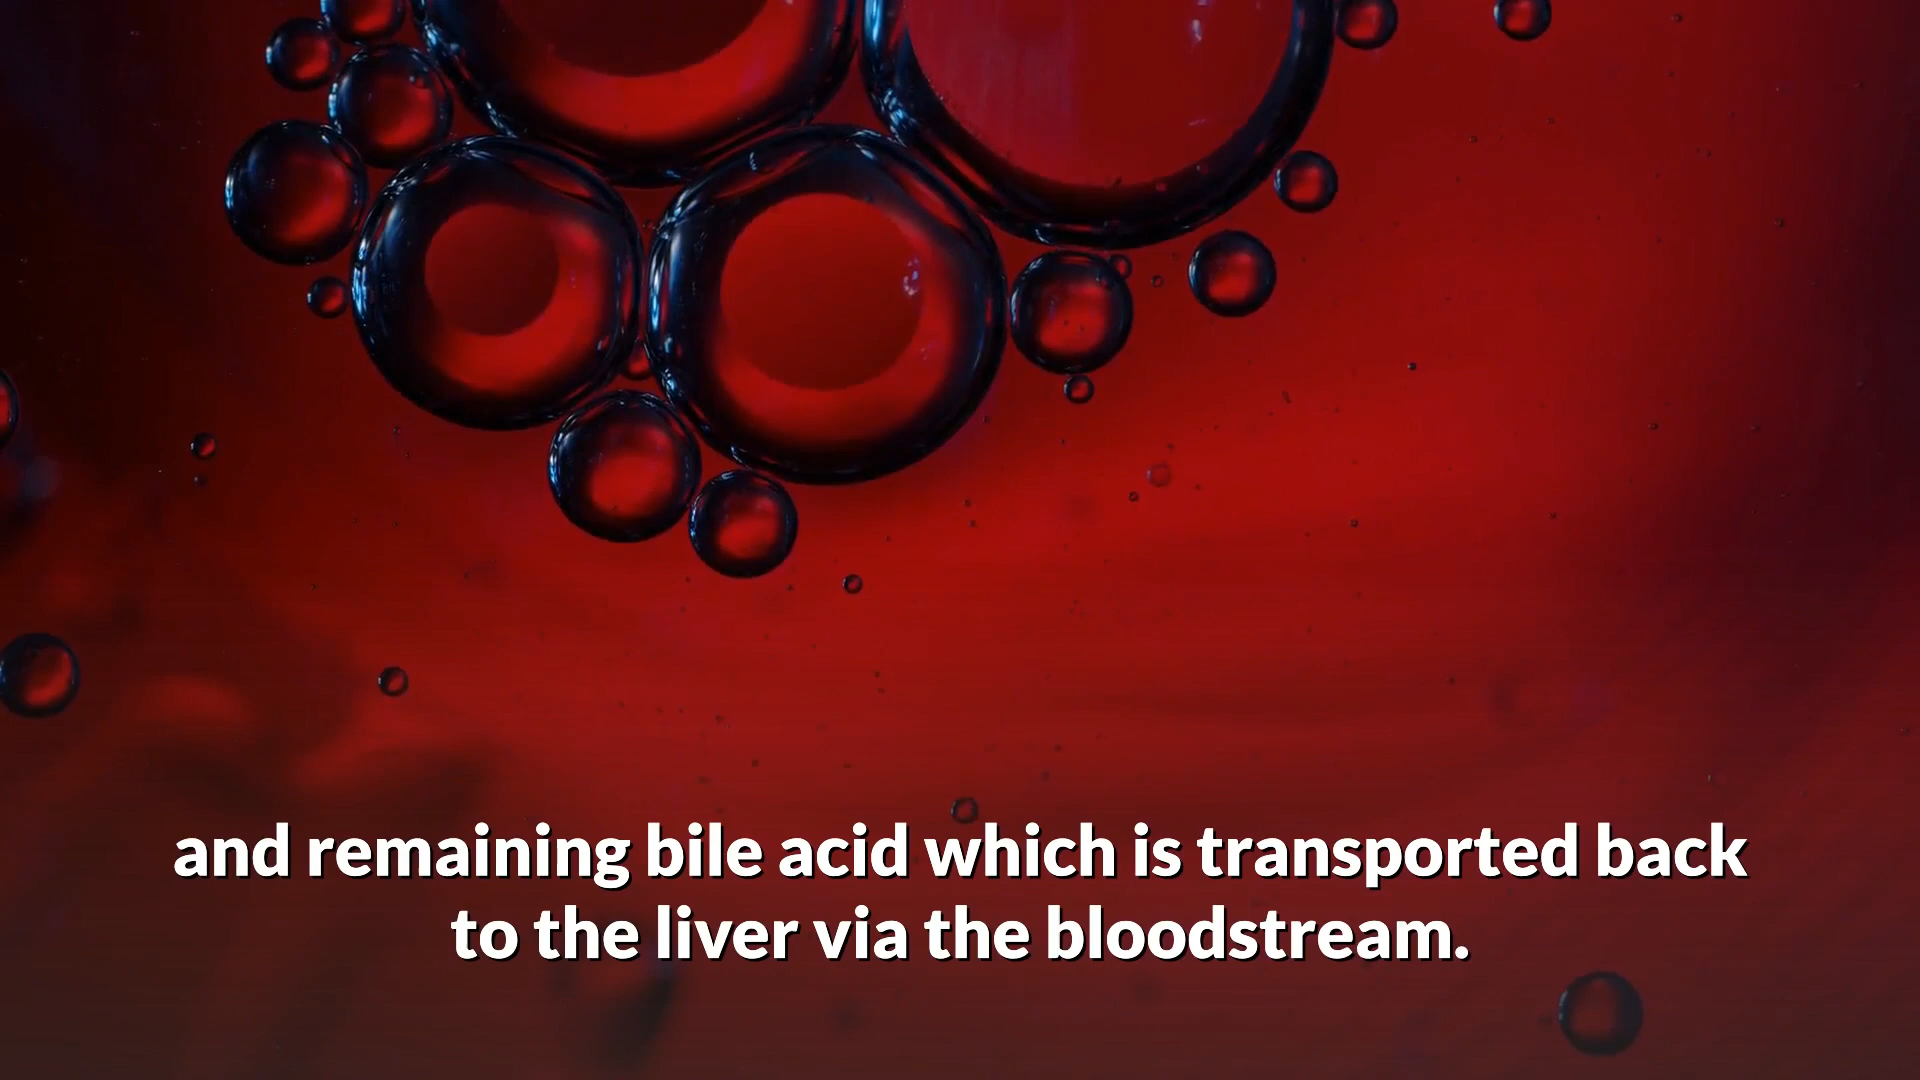 and remaining bile acid which is transported back
to the liver via the bloodstream.